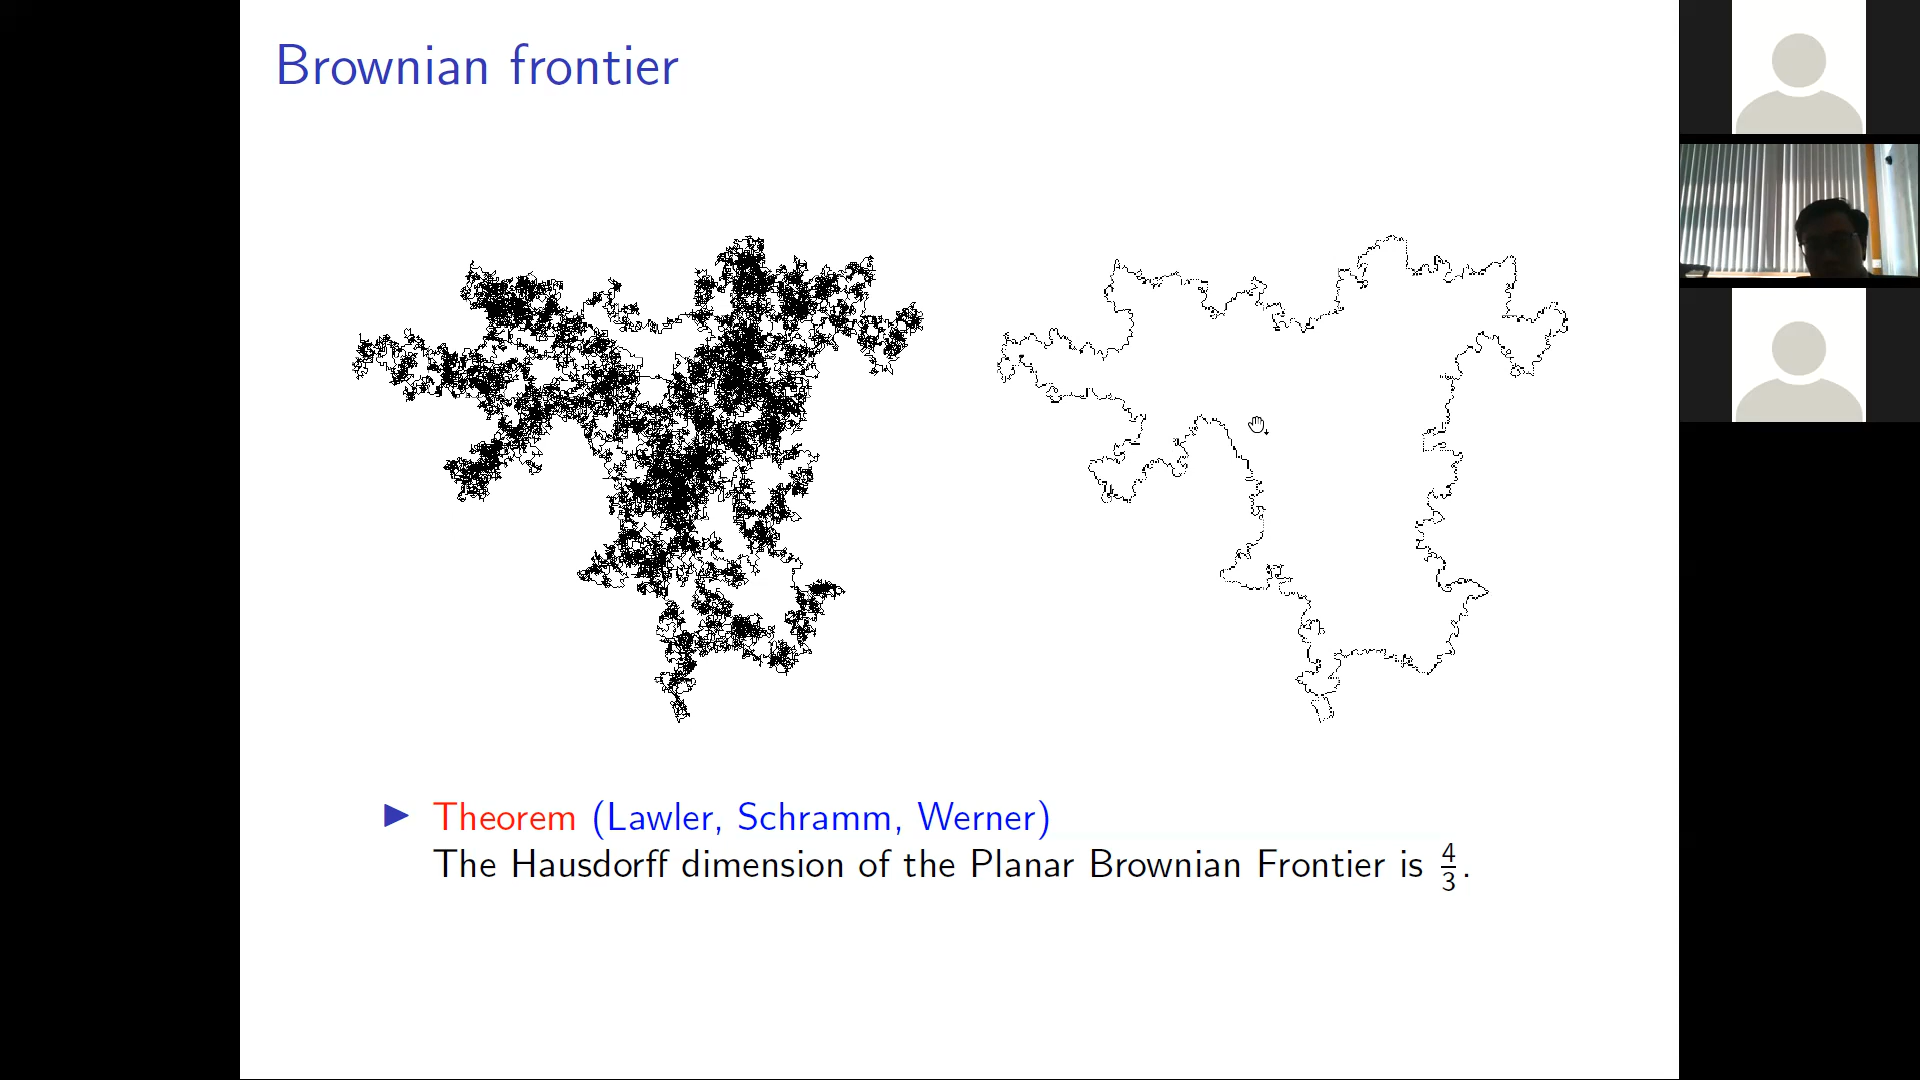 Brownian frontier
▶ Theorem (Lawler, Schramm, Werner)
The Hausdorff dimension of the Planar Brownian Frontier is 4/3.